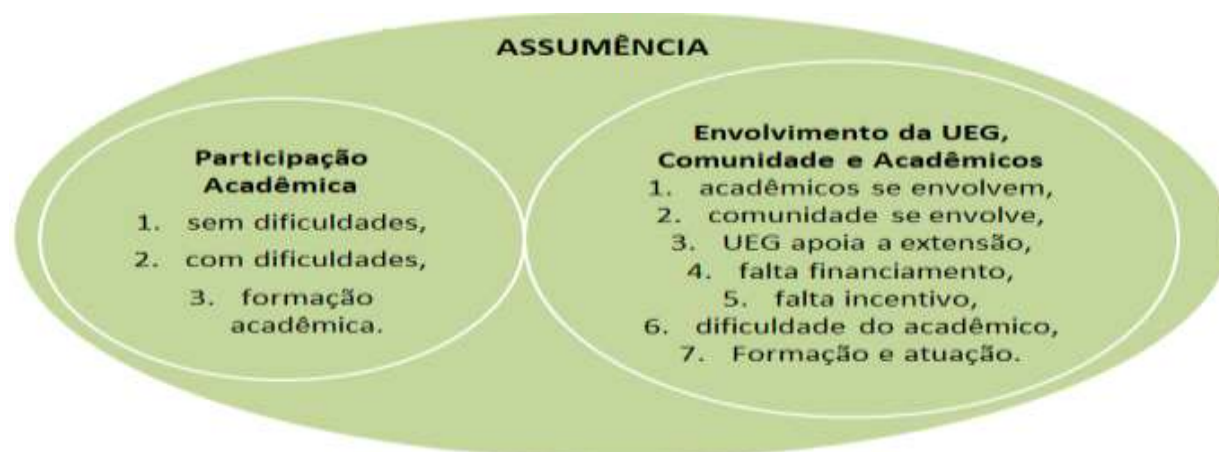 ASSUMÊNCIA
Participação
Acadêmica
1. sem dificuldades,
2. com dificuldades,
3. formação
acadêmica.
Envolvimento da UEG,
Comunidade e Acadêmicos
1. acadêmicos se envolvem,
2. comunidade se envolve,
3. UEG apoia a extensão,
4. falta financiamento,
5. falta incentivo,
6. dificuldade do acadêmico,
7. Formação e atuação.